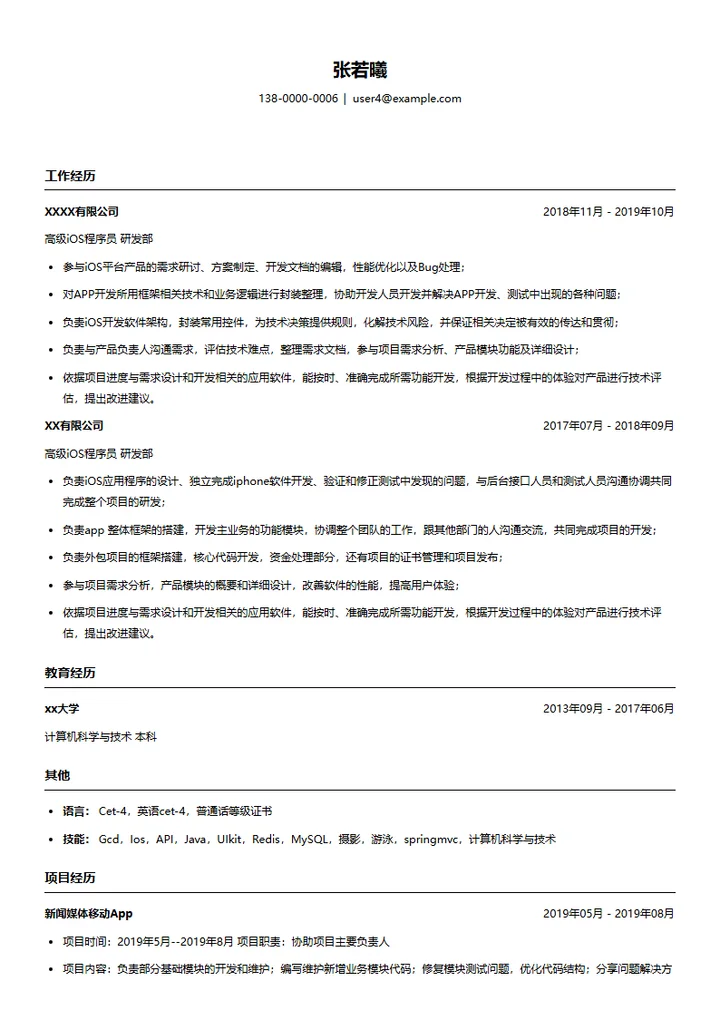 张若曦
138-0000-0006 | user4@example.com
工作经历
XXXX有限公司 2018年11月 - 2019年10月
高级iOS程序员 研发部
• 参与iOS平台产品的需求研讨、方案制定、开发文档的编辑，性能优化以及Bug处理；
• 对APP开发所用框架相关技术和业务逻辑进行封装整理，协助开发人员开发并解决APP开发、测试中出现的各种问题；
• 负责iOS开发软件架构，封装常用控件，为技术决策提供规则，化解技术风险，并保证相关决定被有效的传达和贯彻；
• 负责与产品负责人沟通需求，评估技术难点，整理需求文档，参与项目需求分析、产品模块功能及详细设计；
• 依据项目进度与需求设计和开发相关的应用软件，能按时、准确完成所需功能开发，根据开发过程中的体验对产品进行技术评
估，提出改进建议。
XX有限公司 2017年07月 - 2018年09月
高级iOS程序员 研发部
• 负责iOS应用程序的设计、独立完成iphone软件开发、验证和修正测试中发现的问题，与后台接口人员和测试人员沟通协调共同
完成整个项目的研发；
• 负责app 整体框架的搭建，开发主业务的功能模块，协调整个团队的工作，跟其他部门的人沟通交流，共同完成项目的开发；
• 负责外包项目的框架搭建，核心代码开发，资金处理部分，还有项目的证书管理和项目发布；
• 参与项目需求分析，产品模块的概要和详细设计，改善软件的性能，提高用户体验；
• 依据项目进度与需求设计和开发相关的应用软件，能按时、准确完成所需功能开发，根据开发过程中的体验对产品进行技术评
估，提出改进建议。
教育经历
xx大学 2013年09月 - 2017年06月
计算机科学与技术 本科
其他
• 语言： Cet-4，英语cet-4，普通话等级证书
• 技能： Gcd，Ios，API，Java，UIkit，Redis，MySQL，摄影，游泳，springmvc，计算机科学与技术
项目经历
新闻媒体移动App 2019年05月 - 2019年08月
• 项目时间：2019年5月--2019年8月 项目职责：协助项目主要负责人
• 项目内容：负责部分基础模块的开发和维护；编写维护新增业务模块代码；修复模块测试问题，优化代码结构；分享问题解决方